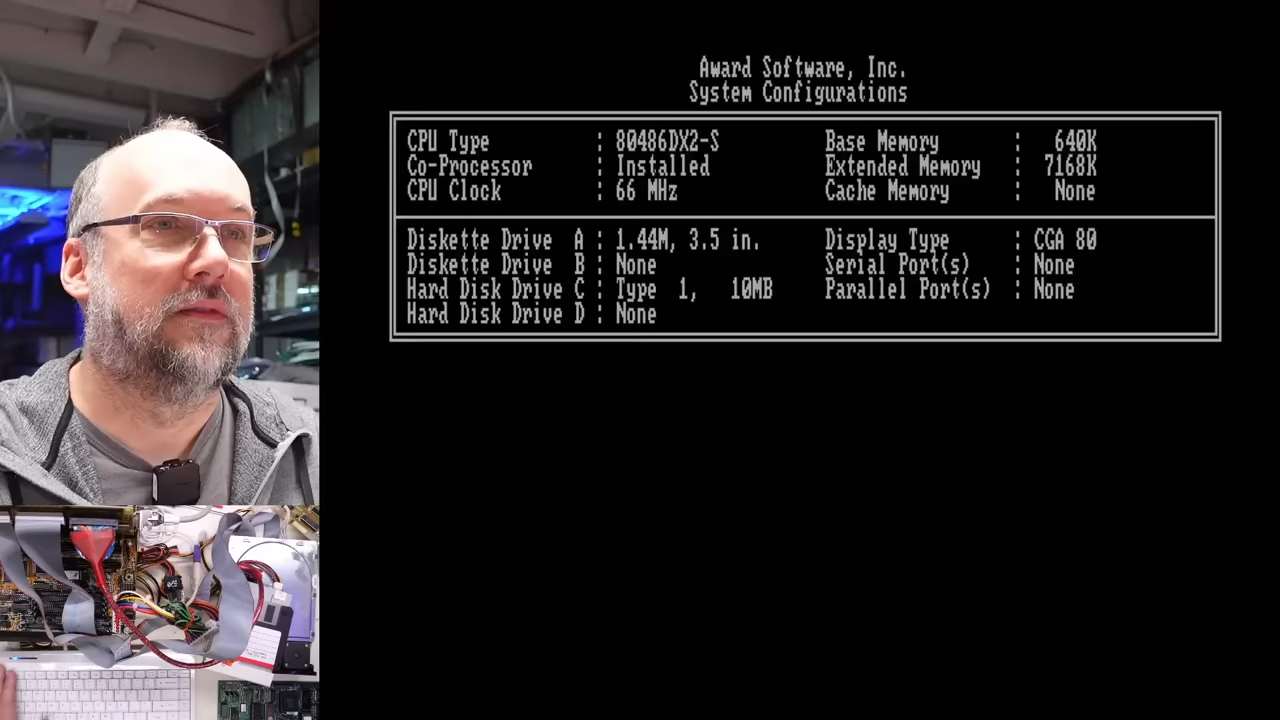 Award Software, Inc.
System Configurations
CPU Type : 80486DX2-S Base Memory : 640K
Co-Processor : Installed Extended Memory : 7168K
CPU Clock : 66 MHz Cache Memory : None
Diskette Drive A : 1.44M, 3.5 in. Display Type : CGA 80
Diskette Drive B : None Serial Port(s) : None
Hard Disk Drive C : Type 1, 10MB Parallel Port(s) : None
Hard Disk Drive D : None